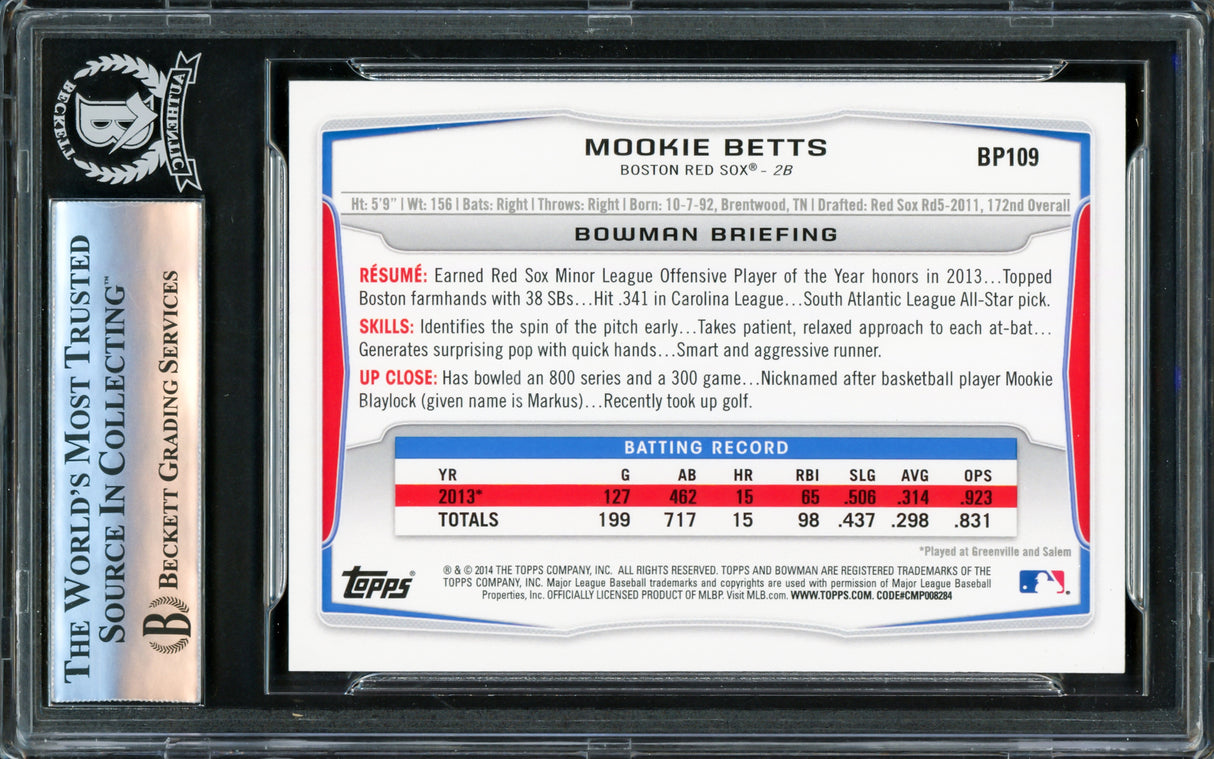 BECKETT
B
AUTHENTIC
THE WORLD'S MOST TRUSTED
SOURCE IN COLLECTING™
B BECKETT GRADING SERVICES
MOOKIE BETTS
BP109
BOSTON RED SOX® - 2B
Ht: 5'9" | Wt: 156 | Bats: Right | Throws: Right | Born: 10-7-92, Brentwood, TN | Drafted: Red Sox Rd5-2011, 172nd Overall
BOWMAN BRIEFING
RÉSUMÉ: Earned Red Sox Minor League Offensive Player of the Year honors in 2013...Topped
Boston farmhands with 38 SBs...Hit .341 in Carolina League...South Atlantic League All-Star pick.
SKILLS: Identifies the spin of the pitch early...Takes patient, relaxed approach to each at-bat...
Generates surprising pop with quick hands...Smart and aggressive runner.
UP CLOSE: Has bowled an 800 series and a 300 game...Nicknamed after basketball player Mookie
Blaylock (given name is Markus)...Recently took up golf.
BATTING RECORD
YR G AB HR RBI SLG AVG OPS
2013* 127 462 15 65 .506 .314 .923
TOTALS 199 717 15 98 .437 .298 .831
*Played at Greenville and Salem
TOPPS®
® & © 2014 THE TOPPS COMPANY, INC. ALL RIGHTS RESERVED. TOPPS AND BOWMAN ARE REGISTERED TRADEMARKS OF THE
TOPPS COMPANY, INC. Major League Baseball trademarks and copyrights are used with permission of Major League Baseball
Properties, Inc. OFFICIALLY LICENSED PRODUCT OF MLBP. Visit MLB.com. WWW.TOPPS.COM. CODE#CMP008284